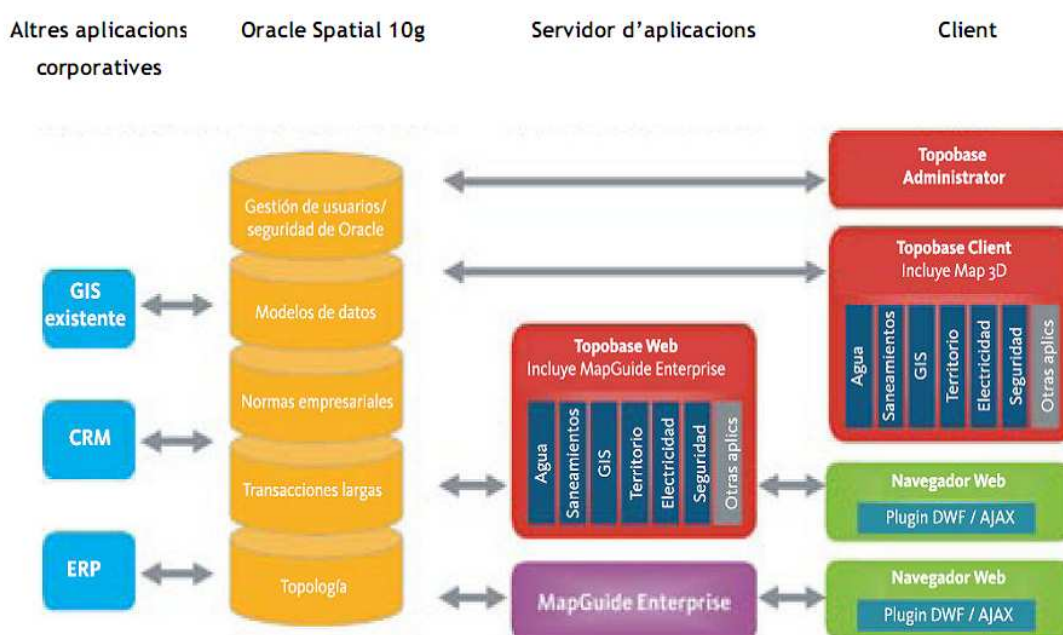 Altres aplicacions
corporatives
Oracle Spatial 10g
Servidor d’aplicacions
Client
GIS
existente
CRM
ERP
Gestión de usuarios/
seguridad de Oracle
Modelos de datos
Normas empresariales
Transacciones largas
Topología
Topobase Web
Incluye MapGuide Enterprise
Agua
Saneamientos
GIS
Territorio
Electricidad
Seguridad
Otras aplics
MapGuide Enterprise
Topobase
Administrator
Topobase Client
Incluye Map 3D
Agua
Saneamientos
GIS
Territorio
Electricidad
Seguridad
Otras aplics
Navegador Web
Plugin DWF / AJAX
Navegador Web
Plugin DWF / AJAX